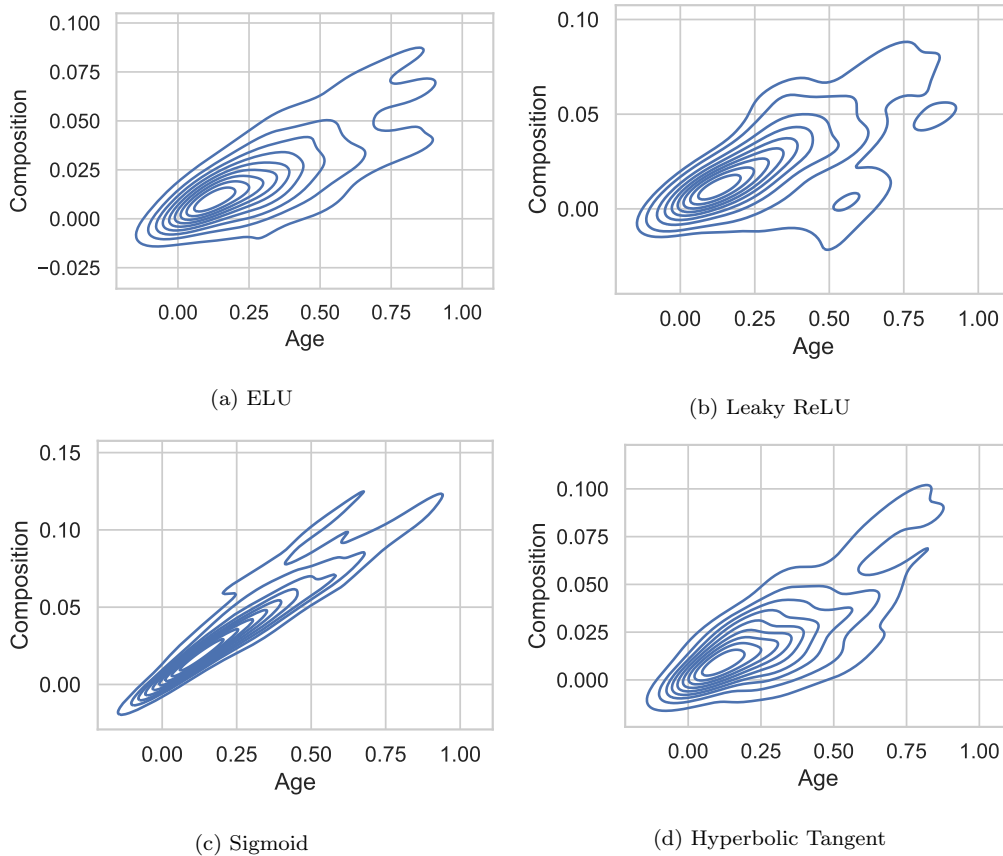 0.100
0.075
0.050
0.025
0.000
−0.025
Composition
0.00 0.25 0.50 0.75 1.00
Age
(a) ELU
0.10
0.05
0.00
Composition
0.00 0.25 0.50 0.75 1.00
Age
(b) Leaky ReLU
0.15
0.10
0.05
0.00
Composition
0.00 0.25 0.50 0.75 1.00
Age
(c) Sigmoid
0.100
0.075
0.050
0.025
0.000
Composition
0.00 0.25 0.50 0.75 1.00
Age
(d) Hyperbolic Tangent